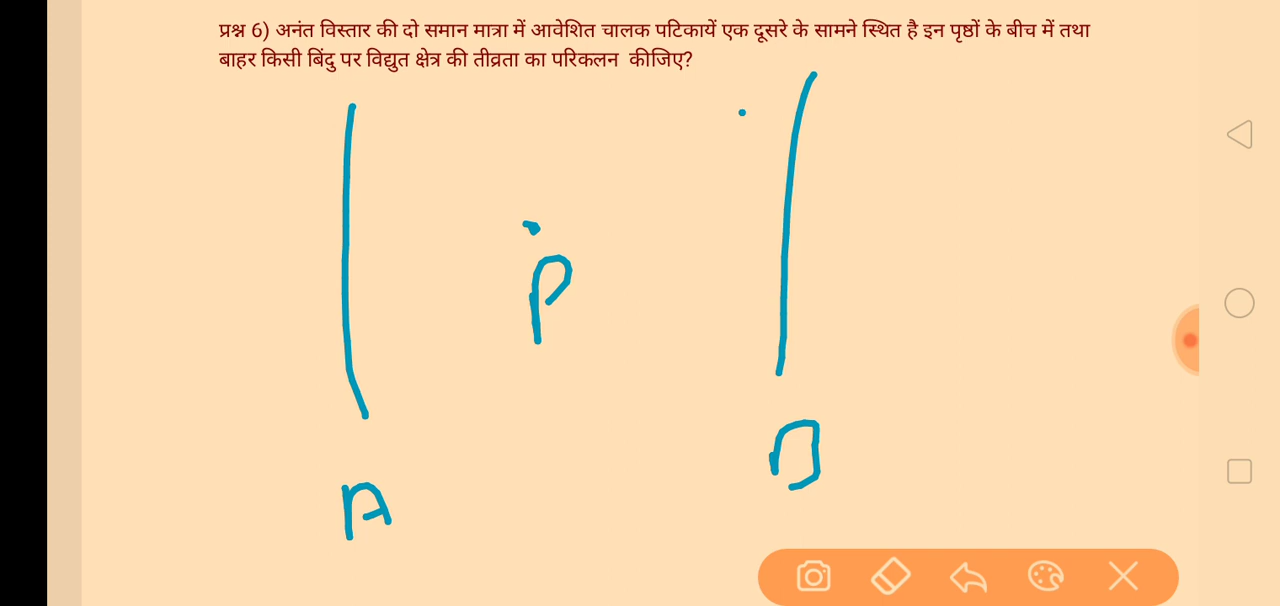 प्रश्न 6) अनंत विस्तार की दो समान मात्रा में आवेशित चालक पटिकायें एक दूसरे के सामने स्थित है इन पृष्ठों के बीच में तथा
बाहर किसी बिंदु पर विद्युत क्षेत्र की तीव्रता का परिकलन कीजिए?
P
A